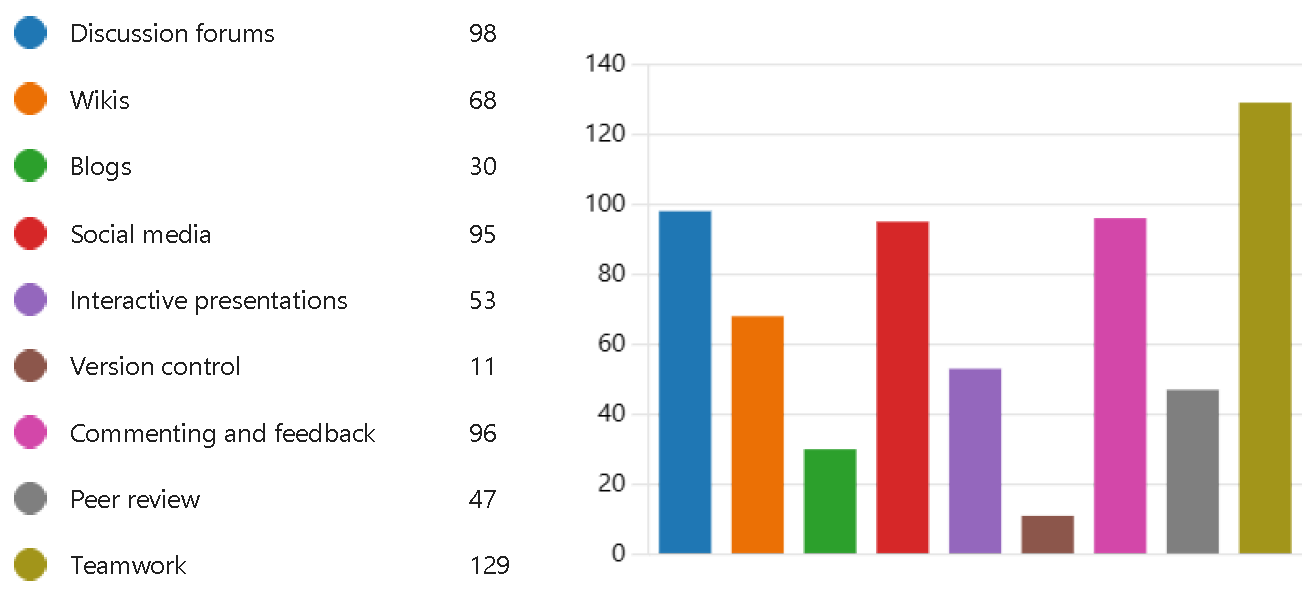 Discussion forums 98
Wikis 68
Blogs 30
Social media 95
Interactive presentations 53
Version control 11
Commenting and feedback 96
Peer review 47
Teamwork 129
140
120
100
80
60
40
20
0